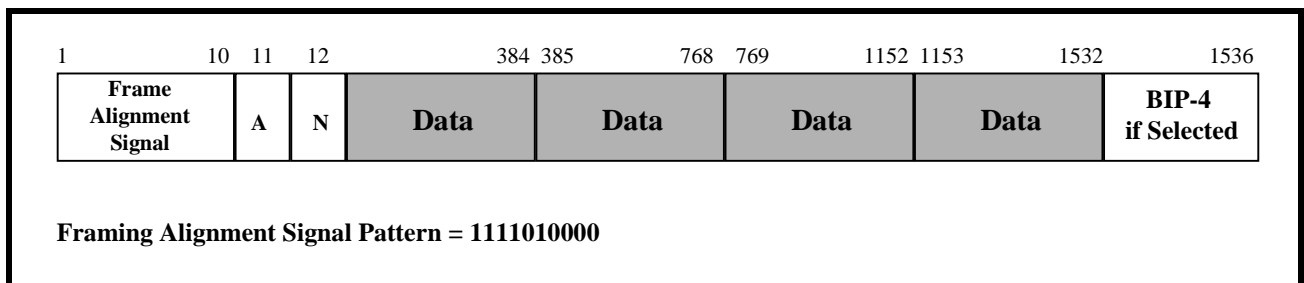 1 10 11 12 384 385 768 769 1152 1153 1532 1536
Frame
Alignment
Signal
A
N
Data
Data
Data
Data
BIP-4
if Selected
Framing Alignment Signal Pattern = 1111010000